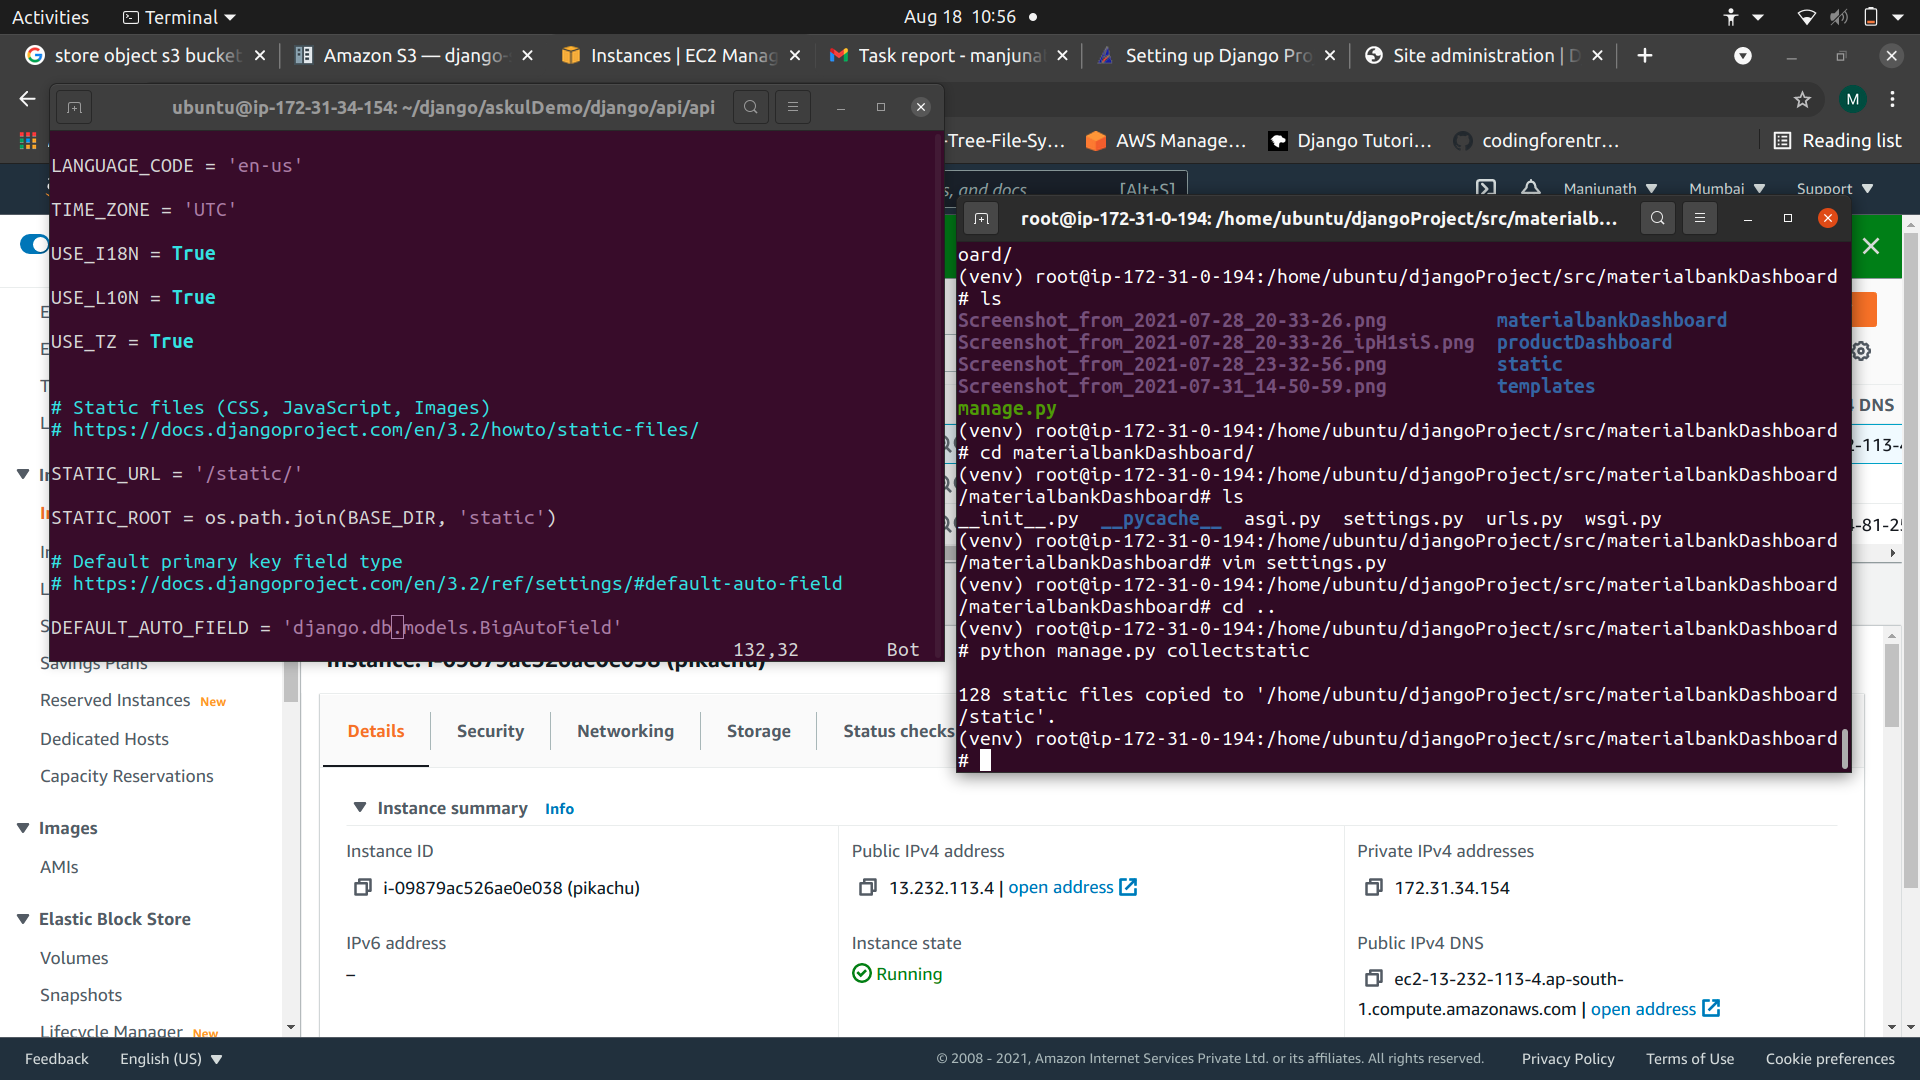 Activities
Terminal
Aug 18 10:56
store object s3 bucket
Amazon S3 — django-
Instances | EC2 Manag
Task report - manjuna
Setting up Django Pro
Site administration | D
M
-Tree-File-Sy...
AWS Manage...
Django Tutori...
codingforentr...
Reading list
s, and docs
[Alt+S]
Manjunath
Mumbai
Support
ubuntu@ip-172-31-34-154: ~/django/askulDemo/django/api/api
LANGUAGE_CODE = 'en-us'
TIME_ZONE = 'UTC'
USE_I18N = True
USE_L10N = True
USE_TZ = True
# Static files (CSS, JavaScript, Images)
# https://docs.djangoproject.com/en/3.2/howto/static-files/
STATIC_URL = '/static/'
STATIC_ROOT = os.path.join(BASE_DIR, 'static')
# Default primary key field type
# https://docs.djangoproject.com/en/3.2/ref/settings/#default-auto-field
DEFAULT_AUTO_FIELD = 'django.db.models.BigAutoField'
132,32 Bot
root@ip-172-31-0-194: /home/ubuntu/djangoProject/src/materialb...
oard/
(venv) root@ip-172-31-0-194:/home/ubuntu/djangoProject/src/materialbankDashboard
# ls
Screenshot_from_2021-07-28_20-33-26.png materialbankDashboard
Screenshot_from_2021-07-28_20-33-26_ipH1siS.png productDashboard
Screenshot_from_2021-07-28_23-32-56.png static
Screenshot_from_2021-07-31_14-50-59.png templates
manage.py
(venv) root@ip-172-31-0-194:/home/ubuntu/djangoProject/src/materialbankDashboard
# cd materialbankDashboard/
(venv) root@ip-172-31-0-194:/home/ubuntu/djangoProject/src/materialbankDashboard
/materialbankDashboard# ls
__init__.py __pycache__ asgi.py settings.py urls.py wsgi.py
(venv) root@ip-172-31-0-194:/home/ubuntu/djangoProject/src/materialbankDashboard
/materialbankDashboard# vim settings.py
(venv) root@ip-172-31-0-194:/home/ubuntu/djangoProject/src/materialbankDashboard
/materialbankDashboard# cd ..
(venv) root@ip-172-31-0-194:/home/ubuntu/djangoProject/src/materialbankDashboard
# python manage.py collectstatic
128 static files copied to '/home/ubuntu/djangoProject/src/materialbankDashboard
/static'.
(venv) root@ip-172-31-0-194:/home/ubuntu/djangoProject/src/materialbankDashboard
#
DNS
2-113-4
4-81-25
Savings Plans
Reserved Instances New
Dedicated Hosts
Capacity Reservations
Images
AMIs
Elastic Block Store
Volumes
Snapshots
Lifecycle Manager New
Instance: i-09879ac526ae0e038 (pikachu)
Details
Security
Networking
Storage
Status checks
Instance summary Info
Instance ID
i-09879ac526ae0e038 (pikachu)
Public IPv4 address
13.232.113.4 | open address
Private IPv4 addresses
172.31.34.154
IPv6 address
–
Instance state
Running
Public IPv4 DNS
ec2-13-232-113-4.ap-south-
1.compute.amazonaws.com | open address
Feedback
English (US)
© 2008 - 2021, Amazon Internet Services Private Ltd. or its affiliates. All rights reserved.
Privacy Policy
Terms of Use
Cookie preferences